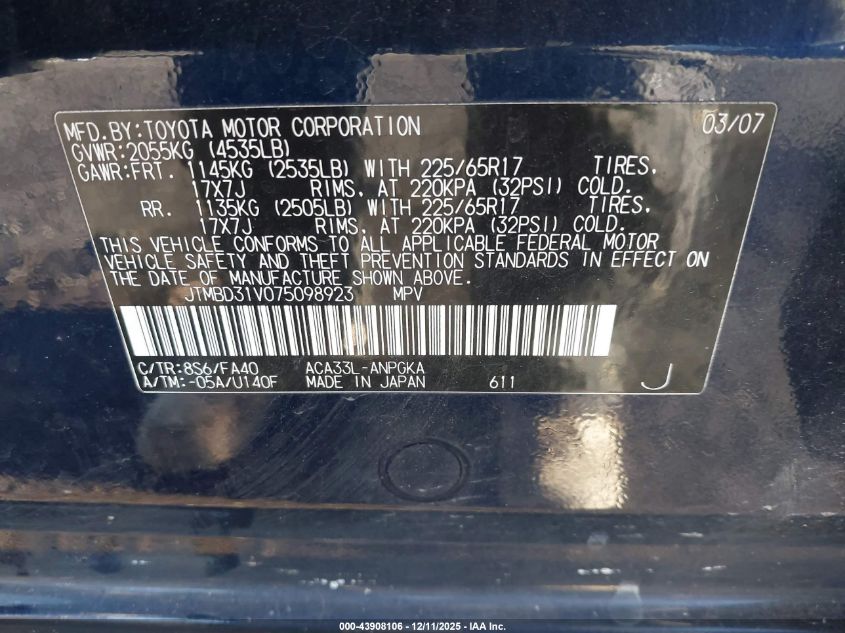 MFD.BY:TOYOTA MOTOR CORPORATION 03/07
GVWR:2055KG (4535LB)
GAWR:FRT. 1145KG (2535LB) WITH 225/65R17 TIRES,
17X7J RIMS, AT 220KPA (32PSI) COLD.
RR. 1135KG (2505LB) WITH 225/65R17 TIRES,
17X7J RIMS, AT 220KPA (32PSI) COLD.
THIS VEHICLE CONFORMS TO ALL APPLICABLE FEDERAL MOTOR
VEHICLE SAFETY AND THEFT PREVENTION STANDARDS IN EFFECT ON
THE DATE OF MANUFACTURE SHOWN ABOVE.
JTMBD31V075098923 MPV
C/TR:8S6/FA40 ACA33L-ANPGKA
A/TM:-05A/U140F MADE IN JAPAN 611 J
000-43908106 - 12/11/2025 - IAA Inc.